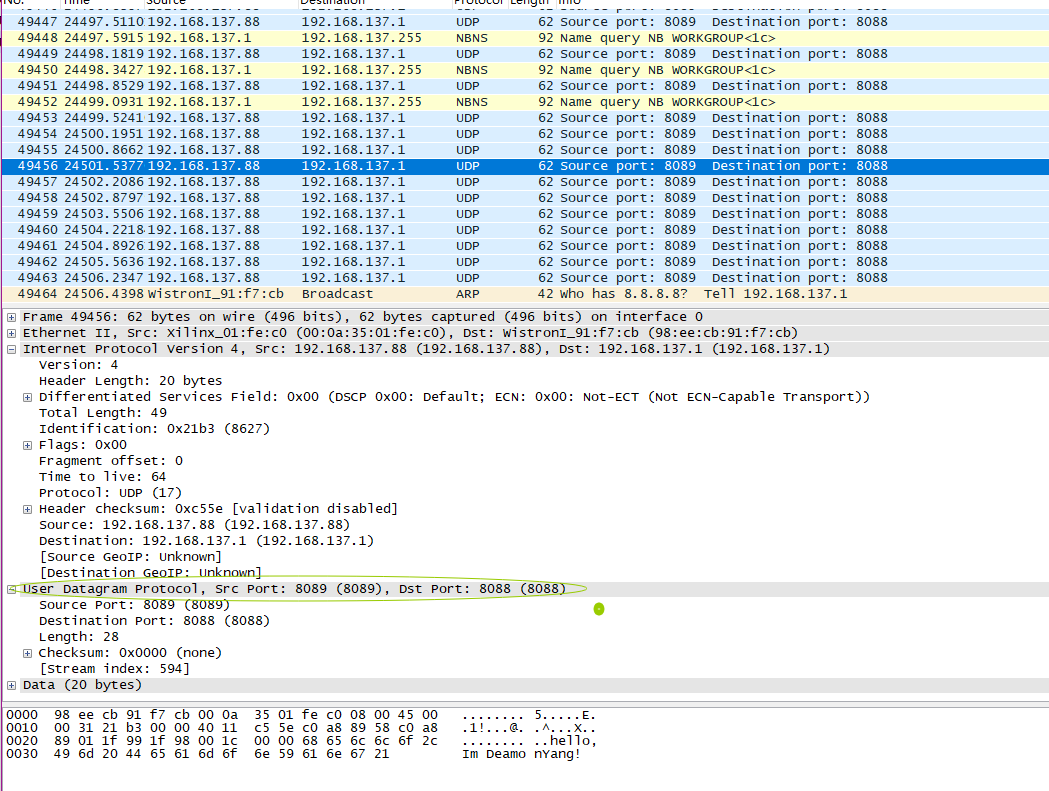 No. Time Source Destination Protocol Length Info
49447 24497.5110 192.168.137.88 192.168.137.1 UDP 62 Source port: 8089 Destination port: 8088
49448 24497.5915 192.168.137.1 192.168.137.255 NBNS 92 Name query NB WORKGROUP<1c>
49449 24498.1819 192.168.137.88 192.168.137.1 UDP 62 Source port: 8089 Destination port: 8088
49450 24498.3427 192.168.137.1 192.168.137.255 NBNS 92 Name query NB WORKGROUP<1c>
49451 24498.8529 192.168.137.88 192.168.137.1 UDP 62 Source port: 8089 Destination port: 8088
49452 24499.0931 192.168.137.1 192.168.137.255 NBNS 92 Name query NB WORKGROUP<1c>
49453 24499.5241 192.168.137.88 192.168.137.1 UDP 62 Source port: 8089 Destination port: 8088
49454 24500.1951 192.168.137.88 192.168.137.1 UDP 62 Source port: 8089 Destination port: 8088
49455 24500.8662 192.168.137.88 192.168.137.1 UDP 62 Source port: 8089 Destination port: 8088
49456 24501.5377 192.168.137.88 192.168.137.1 UDP 62 Source port: 8089 Destination port: 8088
49457 24502.2086 192.168.137.88 192.168.137.1 UDP 62 Source port: 8089 Destination port: 8088
49458 24502.8797 192.168.137.88 192.168.137.1 UDP 62 Source port: 8089 Destination port: 8088
49459 24503.5506 192.168.137.88 192.168.137.1 UDP 62 Source port: 8089 Destination port: 8088
49460 24504.2218 192.168.137.88 192.168.137.1 UDP 62 Source port: 8089 Destination port: 8088
49461 24504.8926 192.168.137.88 192.168.137.1 UDP 62 Source port: 8089 Destination port: 8088
49462 24505.5636 192.168.137.88 192.168.137.1 UDP 62 Source port: 8089 Destination port: 8088
49463 24506.2347 192.168.137.88 192.168.137.1 UDP 62 Source port: 8089 Destination port: 8088
49464 24506.4398 WistronI_91:f7:cb Broadcast ARP 42 Who has 8.8.8.8? Tell 192.168.137.1
Frame 49456: 62 bytes on wire (496 bits), 62 bytes captured (496 bits) on interface 0
Ethernet II, Src: Xilinx_01:fe:c0 (00:0a:35:01:fe:c0), Dst: WistronI_91:f7:cb (98:ee:cb:91:f7:cb)
Internet Protocol Version 4, Src: 192.168.137.88 (192.168.137.88), Dst: 192.168.137.1 (192.168.137.1)
Version: 4
Header Length: 20 bytes
Differentiated Services Field: 0x00 (DSCP 0x00: Default; ECN: 0x00: Not-ECT (Not ECN-Capable Transport))
Total Length: 49
Identification: 0x21b3 (8627)
Flags: 0x00
Fragment offset: 0
Time to live: 64
Protocol: UDP (17)
Header checksum: 0xc55e [validation disabled]
Source: 192.168.137.88 (192.168.137.88)
Destination: 192.168.137.1 (192.168.137.1)
[Source GeoIP: Unknown]
[Destination GeoIP: Unknown]
User Datagram Protocol, Src Port: 8089 (8089), Dst Port: 8088 (8088)
Source Port: 8089 (8089)
Destination Port: 8088 (8088)
Length: 28
Checksum: 0x0000 (none)
[Stream index: 594]
Data (20 bytes)
0000 98 ee cb 91 f7 cb 00 0a 35 01 fe c0 08 00 45 00 ........ 5.....E.
0010 00 31 21 b3 00 00 40 11 c5 5e c0 a8 89 58 c0 a8 .1!...@. .^...X..
0020 89 01 1f 99 1f 98 00 1c 00 00 68 65 6c 6c 6f 2c ........ ..hello,
0030 49 6d 20 44 65 61 6d 6f 6e 59 61 6e 67 21 Im Deamo nYang!